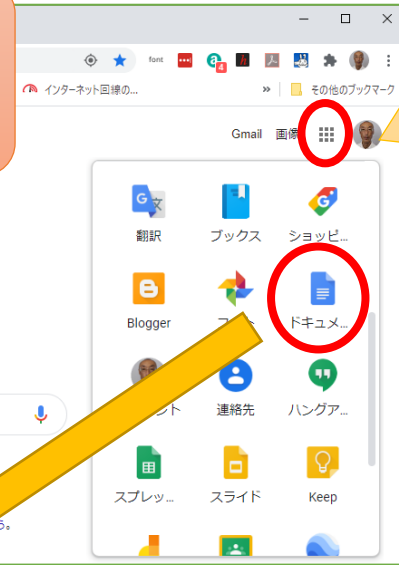 font
4
インターネット回線の...
»
その他のブックマーク
Gmail 画像
翻訳 ブックス ショッピ...
Blogger ドキュメ...
連絡先 ハングア...
スプレッ... スライド Keep
う。